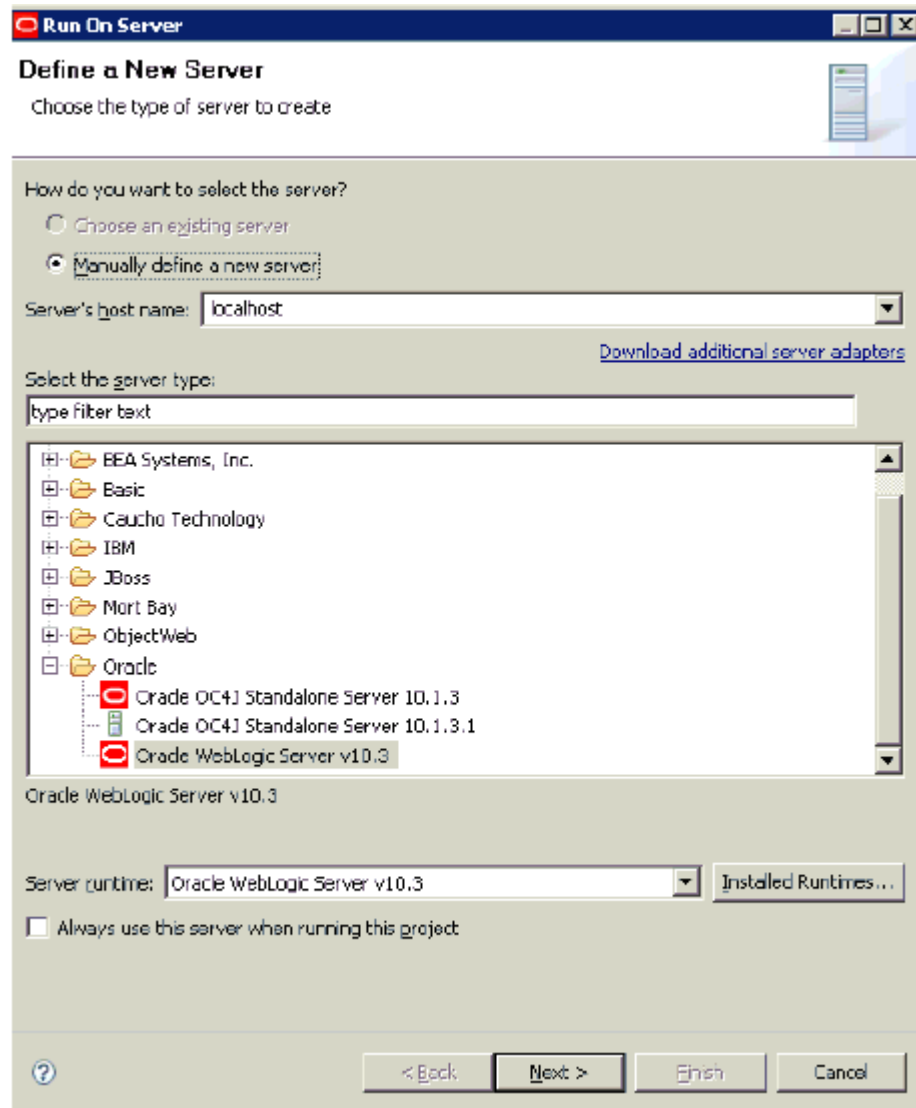 Run On Server
Define a New Server
Choose the type of server to create
How do you want to select the server?
Choose an existing server
Manually define a new server
Server's host name: localhost
Download additional server adapters
Select the server type:
type filter text
BEA Systems, Inc.
Basic
Caucho Technology
IBM
JBoss
Mort Bay
ObjectWeb
Oracle
Oracle OC4J Standalone Server 10.1.3
Oracle OC4J Standalone Server 10.1.3.1
Oracle WebLogic Server v10.3
Oracle WebLogic Server v10.3
Server runtime: Oracle WebLogic Server v10.3 Installed Runtimes...
Always use this server when running this project
? < Back Next > Finish Cancel